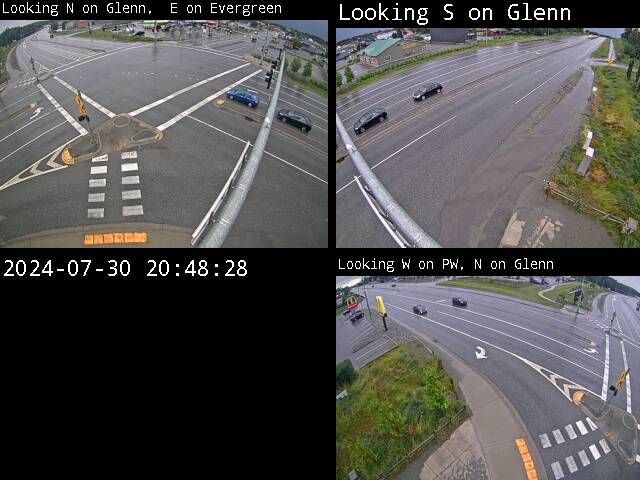 Looking N on Glenn, E on Evergreen
Looking S on Glenn
2024-07-30 20:48:28
Looking W on PW, N on Glenn